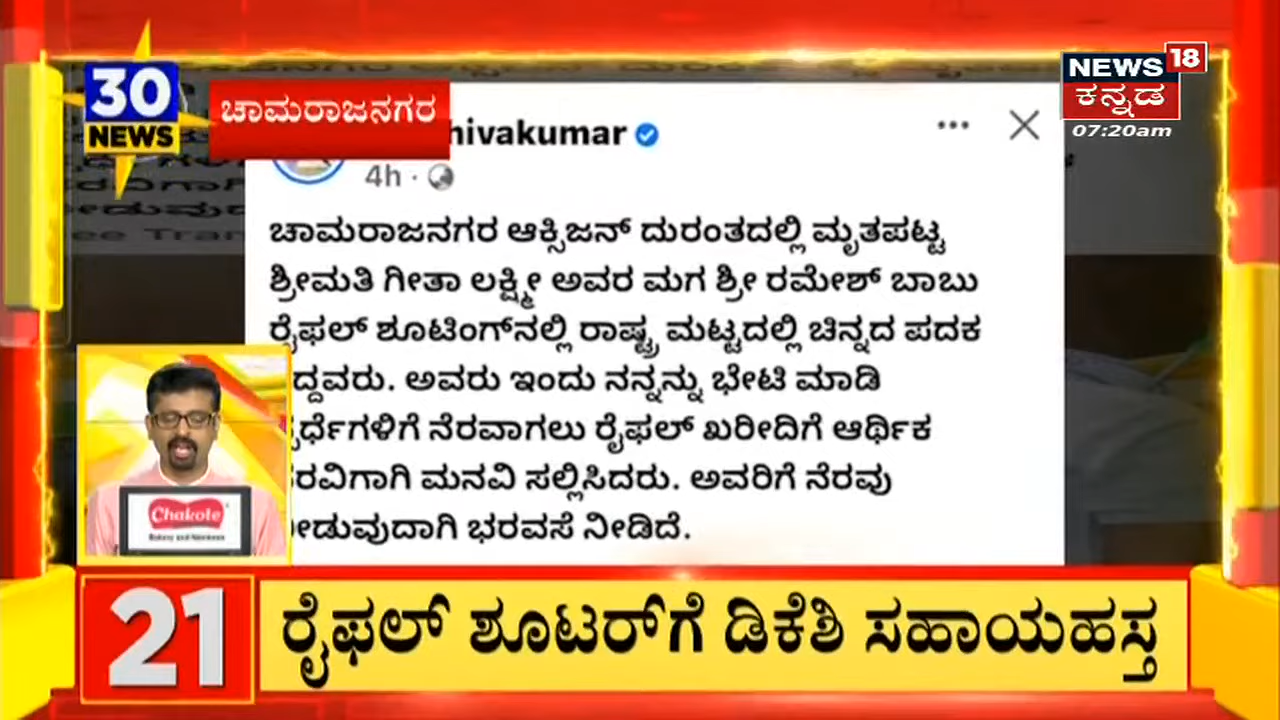 30
NEWS
ಚಾಮರಾಜನಗರ
NEWS 18
ಕನ್ನಡ
07:20am
hivakumar
4h
ಚಾಮರಾಜನಗರ ಆಕ್ಸಿಜನ್ ದುರಂತದಲ್ಲಿ ಮೃತಪಟ್ಟ
ಶ್ರೀಮತಿ ಗೀತಾ ಲಕ್ಷ್ಮೀ ಅವರ ಮಗ ಶ್ರೀ ರಮೇಶ್ ಬಾಬು
ರೈಫಲ್ ಶೂಟಿಂಗ್‌ನಲ್ಲಿ ರಾಷ್ಟ್ರ ಮಟ್ಟದಲ್ಲಿ ಚಿನ್ನದ ಪದಕ
ದ್ದವರು. ಅವರು ಇಂದು ನನ್ನನ್ನು ಭೇಟಿ ಮಾಡಿ
ರ್ಧೆಗಳಿಗೆ ನೆರವಾಗಲು ರೈಫಲ್ ಖರೀದಿಗೆ ಆರ್ಥಿಕ
ರವಿಗಾಗಿ ಮನವಿ ಸಲ್ಲಿಸಿದರು. ಅವರಿಗೆ ನೆರವು
ಡುವುದಾಗಿ ಭರವಸೆ ನೀಡಿದೆ.
Chakote
21
ರೈಫಲ್ ಶೂಟರ್‌ಗೆ ಡಿಕೆಶಿ ಸಹಾಯಹಸ್ತ